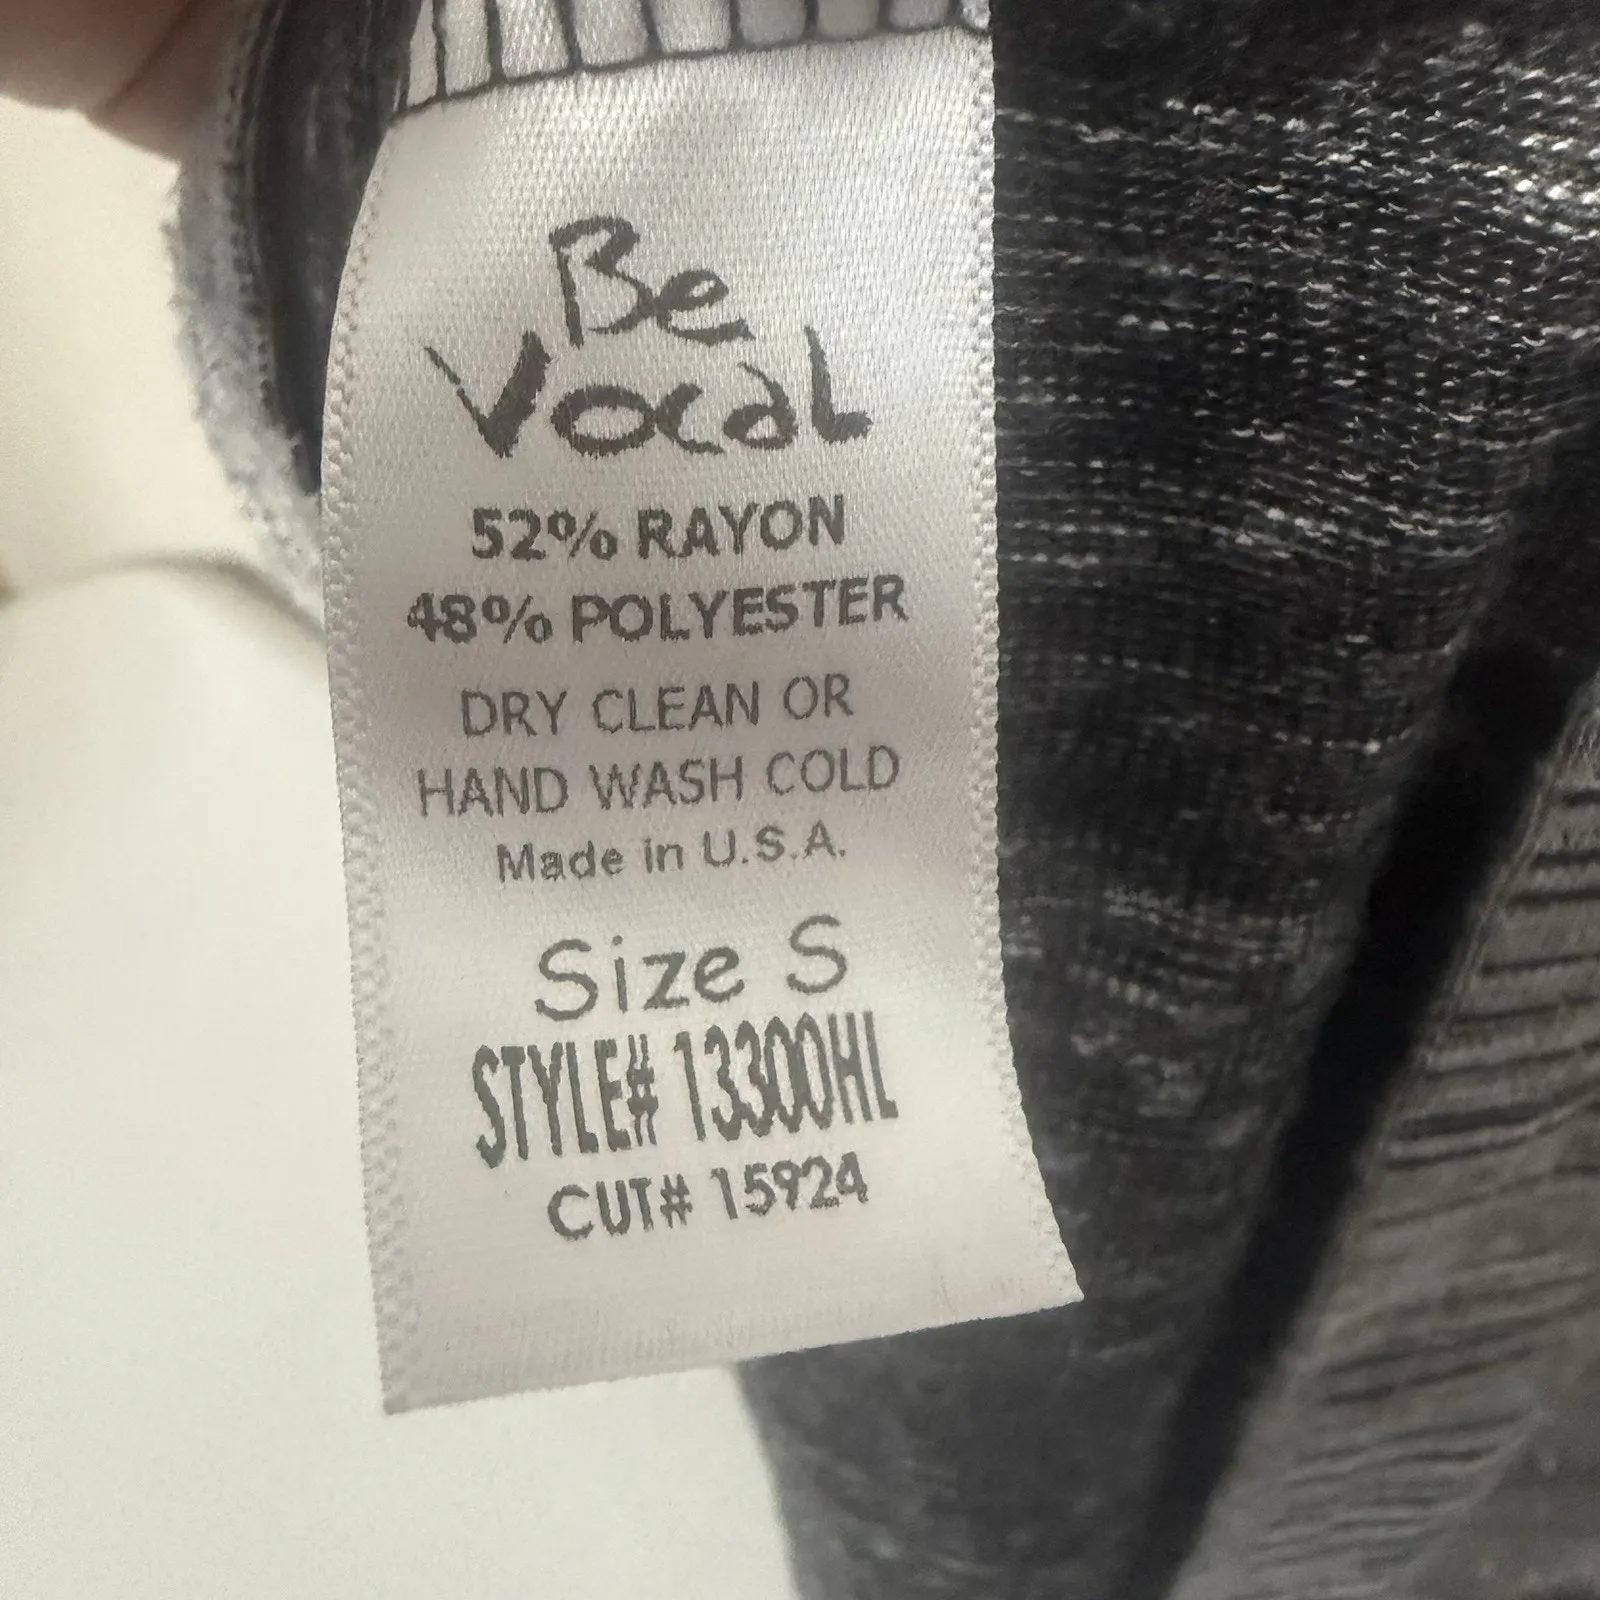 Be
Vocal
52% RAYON
48% POLYESTER
DRY CLEAN OR
HAND WASH COLD
Made in U.S.A.
Size S
STYLE# 13300HL
CUT# 15924